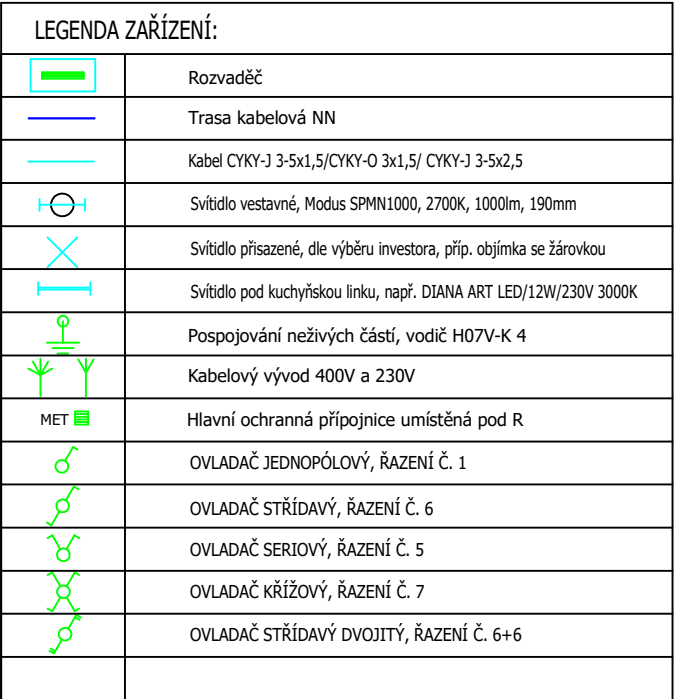 LEGENDA ZAŘÍZENÍ:
Rozvaděč
Trasa kabelová NN
Kabel CYKY-J 3-5x1,5/CYKY-O 3x1,5/ CYKY-J 3-5x2,5
Svítidlo vestavné, Modus SPMN1000, 2700K, 1000lm, 190mm
Svítidlo přisazené, dle výběru investora, příp. objímka se žárovkou
Svítidlo pod kuchyňskou linku, např. DIANA ART LED/12W/230V 3000K
Pospojování neživých částí, vodič H07V-K 4
Kabelový vývod 400V a 230V
MET Hlavní ochranná přípojnice umístěná pod R
OVLADAČ JEDNOPÓLOVÝ, ŘAZENÍ Č. 1
OVLADAČ STŘÍDAVÝ, ŘAZENÍ Č. 6
OVLADAČ SERIOVÝ, ŘAZENÍ Č. 5
OVLADAČ KŘÍŽOVÝ, ŘAZENÍ Č. 7
OVLADAČ STŘÍDAVÝ DVOJITÝ, ŘAZENÍ Č. 6+6